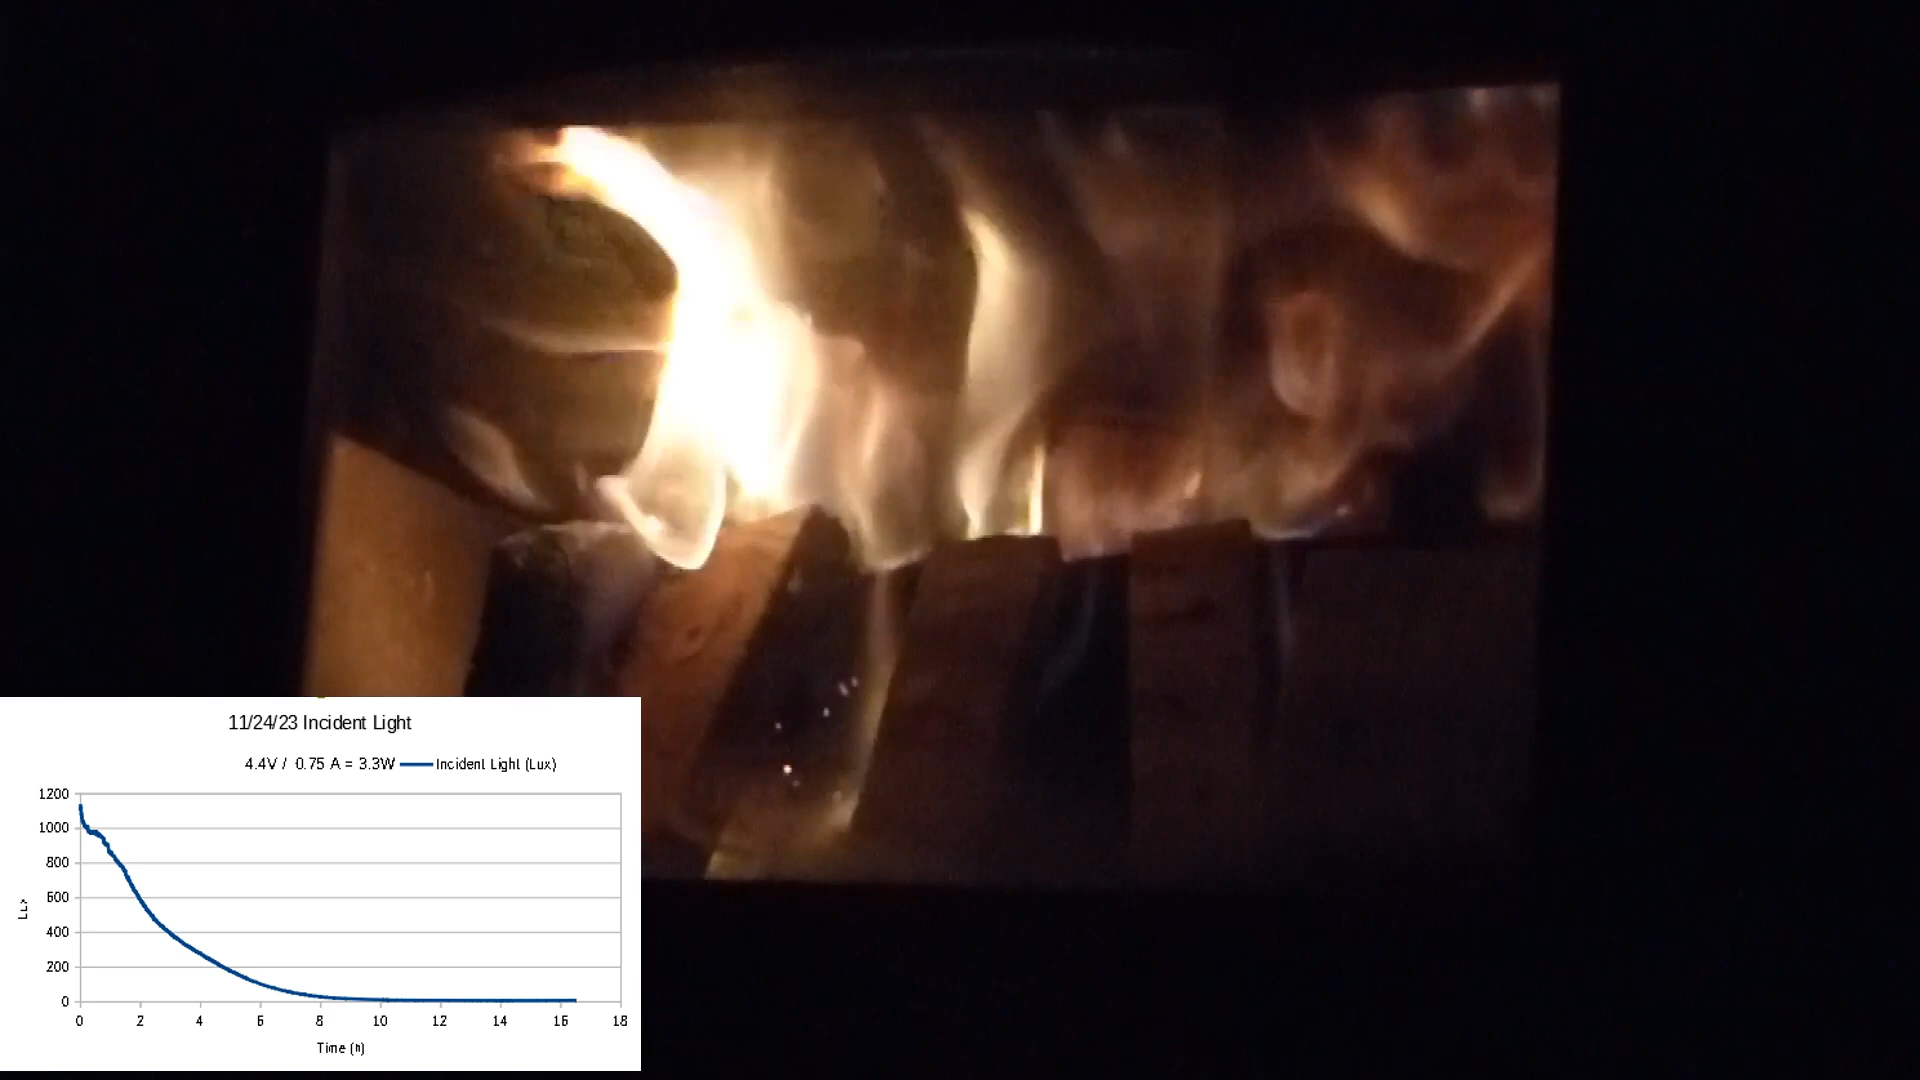 11/24/23 Incident Light
4.4V / 0.75 A = 3.3W Incident Light (Lux)
1200
1000
800
600
400
200
0
Lux
0 2 4 6 8 10 12 14 16 18
Time (h)